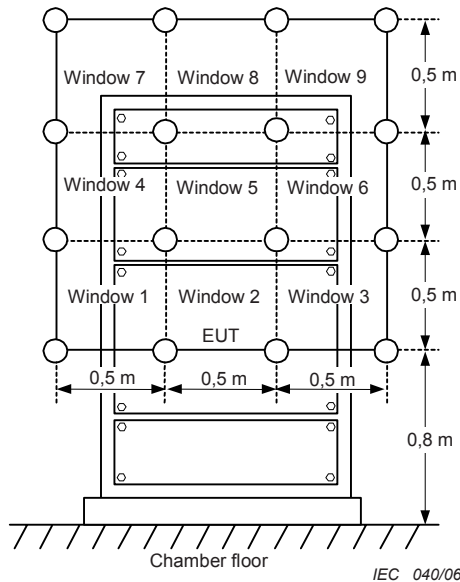 Window 7 Window 8 Window 9
0,5 m
Window 4 Window 5 Window 6
0,5 m
Window 1 Window 2 Window 3
0,5 m
EUT
0,5 m 0,5 m 0,5 m
0,8 m
Chamber floor
IEC 040/06